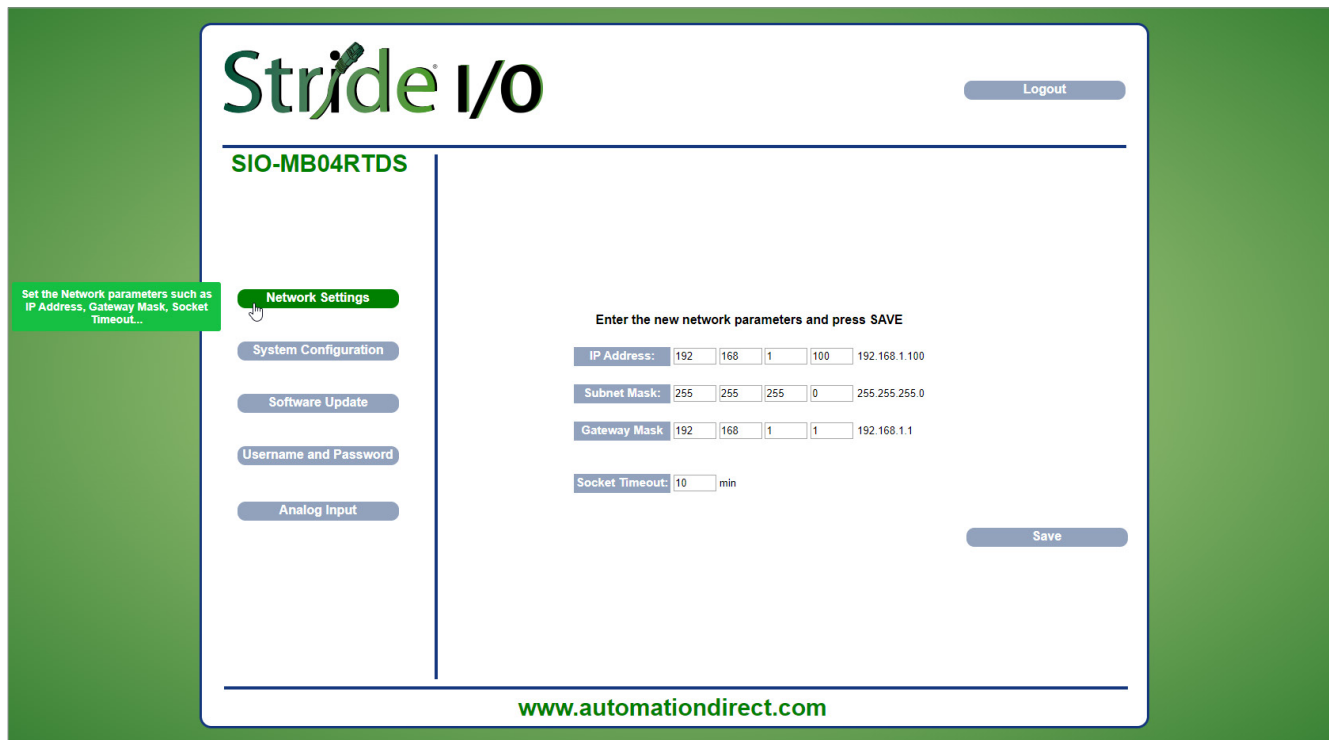 Stride I/O
Logout
SIO-MB04RTDS
Set the Network parameters such as
IP Address, Gateway Mask, Socket
Timeout...
Network Settings
System Configuration
Software Update
Username and Password
Analog Input
Enter the new network parameters and press SAVE
IP Address: 192 168 1 100 192.168.1.100
Subnet Mask: 255 255 255 0 255.255.255.0
Gateway Mask 192 168 1 1 192.168.1.1
Socket Timeout: 10 min
Save
www.automationdirect.com